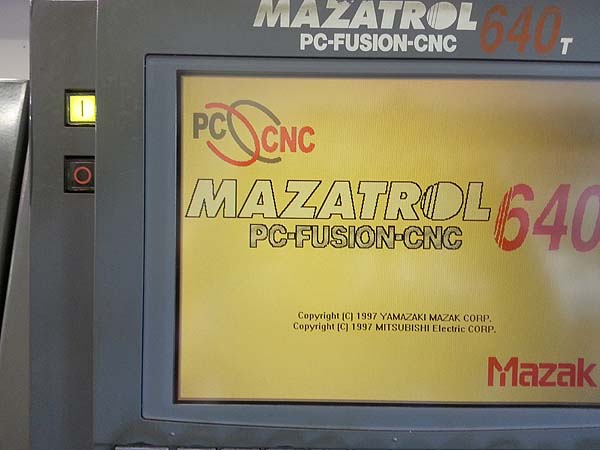 MAZATROL 640T
PC-FUSION-CNC
PC CNC
MAZATROL 640
PC-FUSION-CNC
Copyright (C) 1997 YAMAZAKI MAZAK CORP.
Copyright (C) 1997 MITSUBISHI Electric CORP.
Mazak